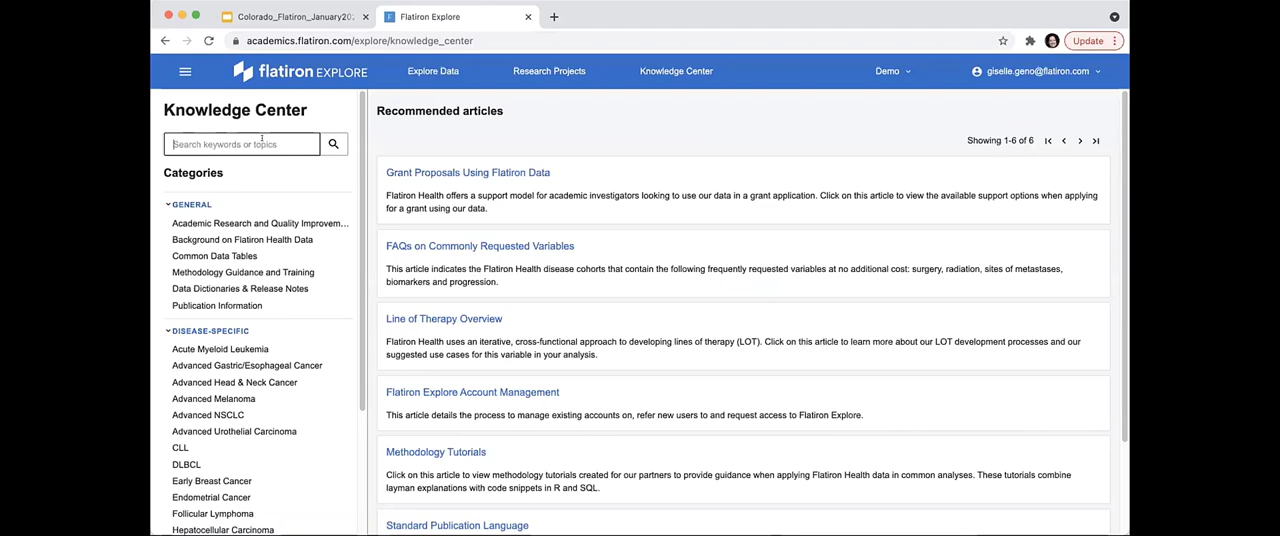 Colorado_Flatiron_January202
Flatiron Explore
academics.flatiron.com/explore/knowledge_center
Update
flatiron EXPLORE
Explore Data
Research Projects
Knowledge Center
Demo
giselle.geno@flatiron.com
Knowledge Center
Search keywords or topics
Categories
GENERAL
Academic Research and Quality Improvem...
Background on Flatiron Health Data
Common Data Tables
Methodology Guidance and Training
Data Dictionaries & Release Notes
Publication Information
DISEASE-SPECIFIC
Acute Myeloid Leukemia
Advanced Gastric/Esophageal Cancer
Advanced Head & Neck Cancer
Advanced Melanoma
Advanced NSCLC
Advanced Urothelial Carcinoma
CLL
DLBCL
Early Breast Cancer
Endometrial Cancer
Follicular Lymphoma
Hepatocellular Carcinoma
Recommended articles
Showing 1-6 of 6
Grant Proposals Using Flatiron Data
Flatiron Health offers a support model for academic investigators looking to use our data in a grant application. Click on this article to view the available support options when applying
for a grant using our data.
FAQs on Commonly Requested Variables
This article indicates the Flatiron Health disease cohorts that contain the following frequently requested variables at no additional cost: surgery, radiation, sites of metastases,
biomarkers and progression.
Line of Therapy Overview
Flatiron Health uses an iterative, cross-functional approach to developing lines of therapy (LOT). Click on this article to learn more about our LOT development processes and our
suggested use cases for this variable in your analysis.
Flatiron Explore Account Management
This article details the process to manage existing accounts on, refer new users to and request access to Flatiron Explore.
Methodology Tutorials
Click on this article to view methodology tutorials created for our partners to provide guidance when applying Flatiron Health data in common analyses. These tutorials combine
layman explanations with code snippets in R and SQL.
Standard Publication Language